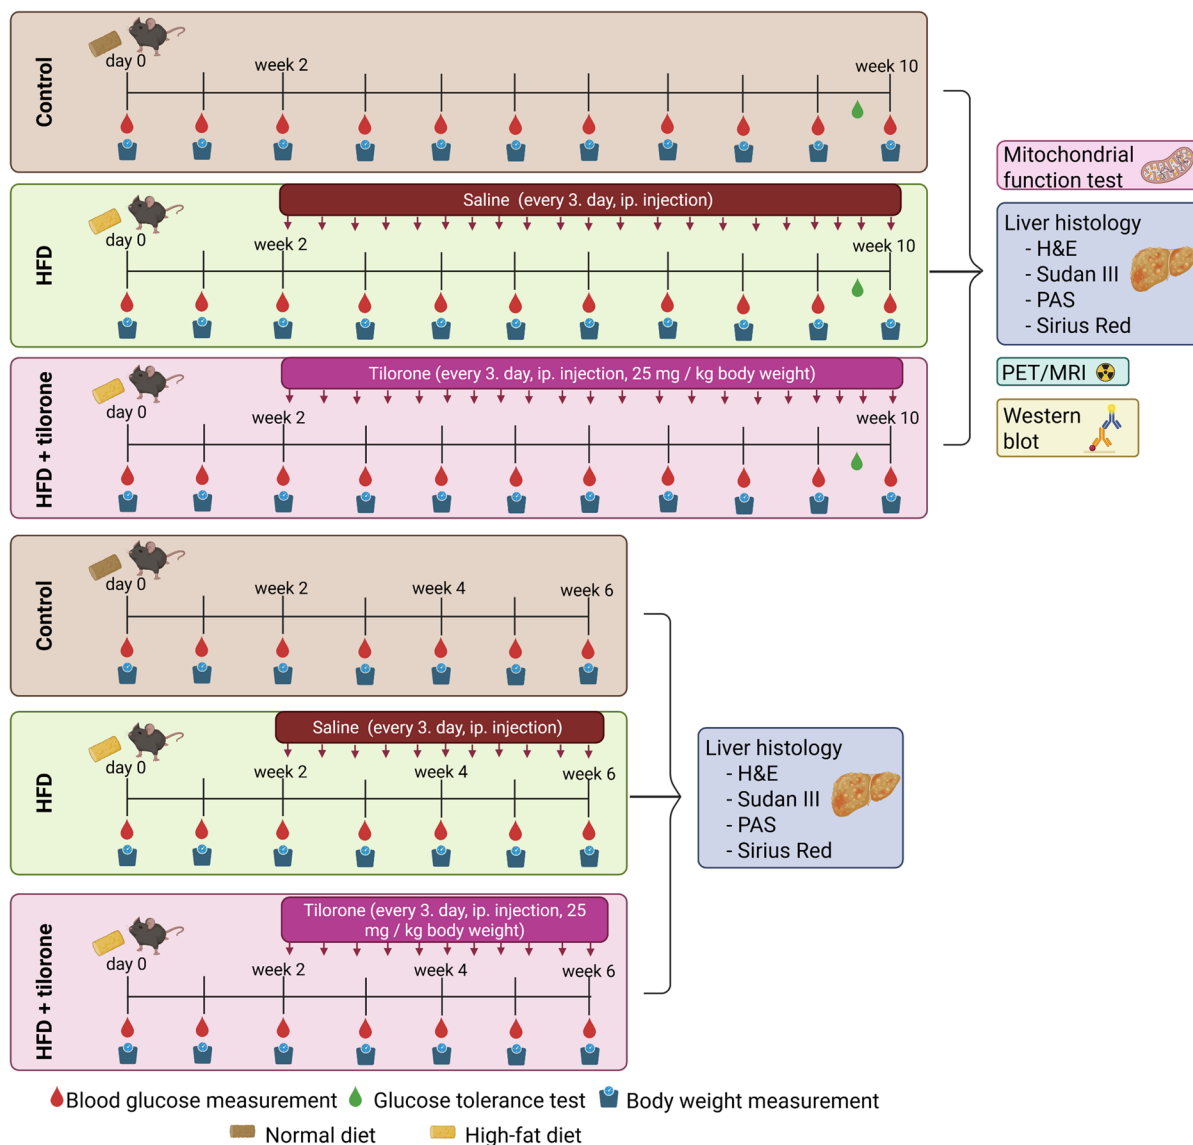 Control
day 0
week 2
week 10
HFD
Saline (every 3. day, ip. injection)
day 0
week 2
week 10
HFD + tilorone
Tilorone (every 3. day, ip. injection, 25 mg / kg body weight)
day 0
week 2
week 10
Mitochondrial
function test
Liver histology
- H&E
- Sudan III
- PAS
- Sirius Red
PET/MRI
Western
blot
Control
day 0
week 2
week 4
week 6
HFD
Saline (every 3. day, ip. injection)
day 0
week 2
week 4
week 6
HFD + tilorone
Tilorone (every 3. day, ip. injection, 25
mg / kg body weight)
day 0
week 2
week 4
week 6
Liver histology
- H&E
- Sudan III
- PAS
- Sirius Red
Blood glucose measurement
Glucose tolerance test
Body weight measurement
Normal diet
High-fat diet